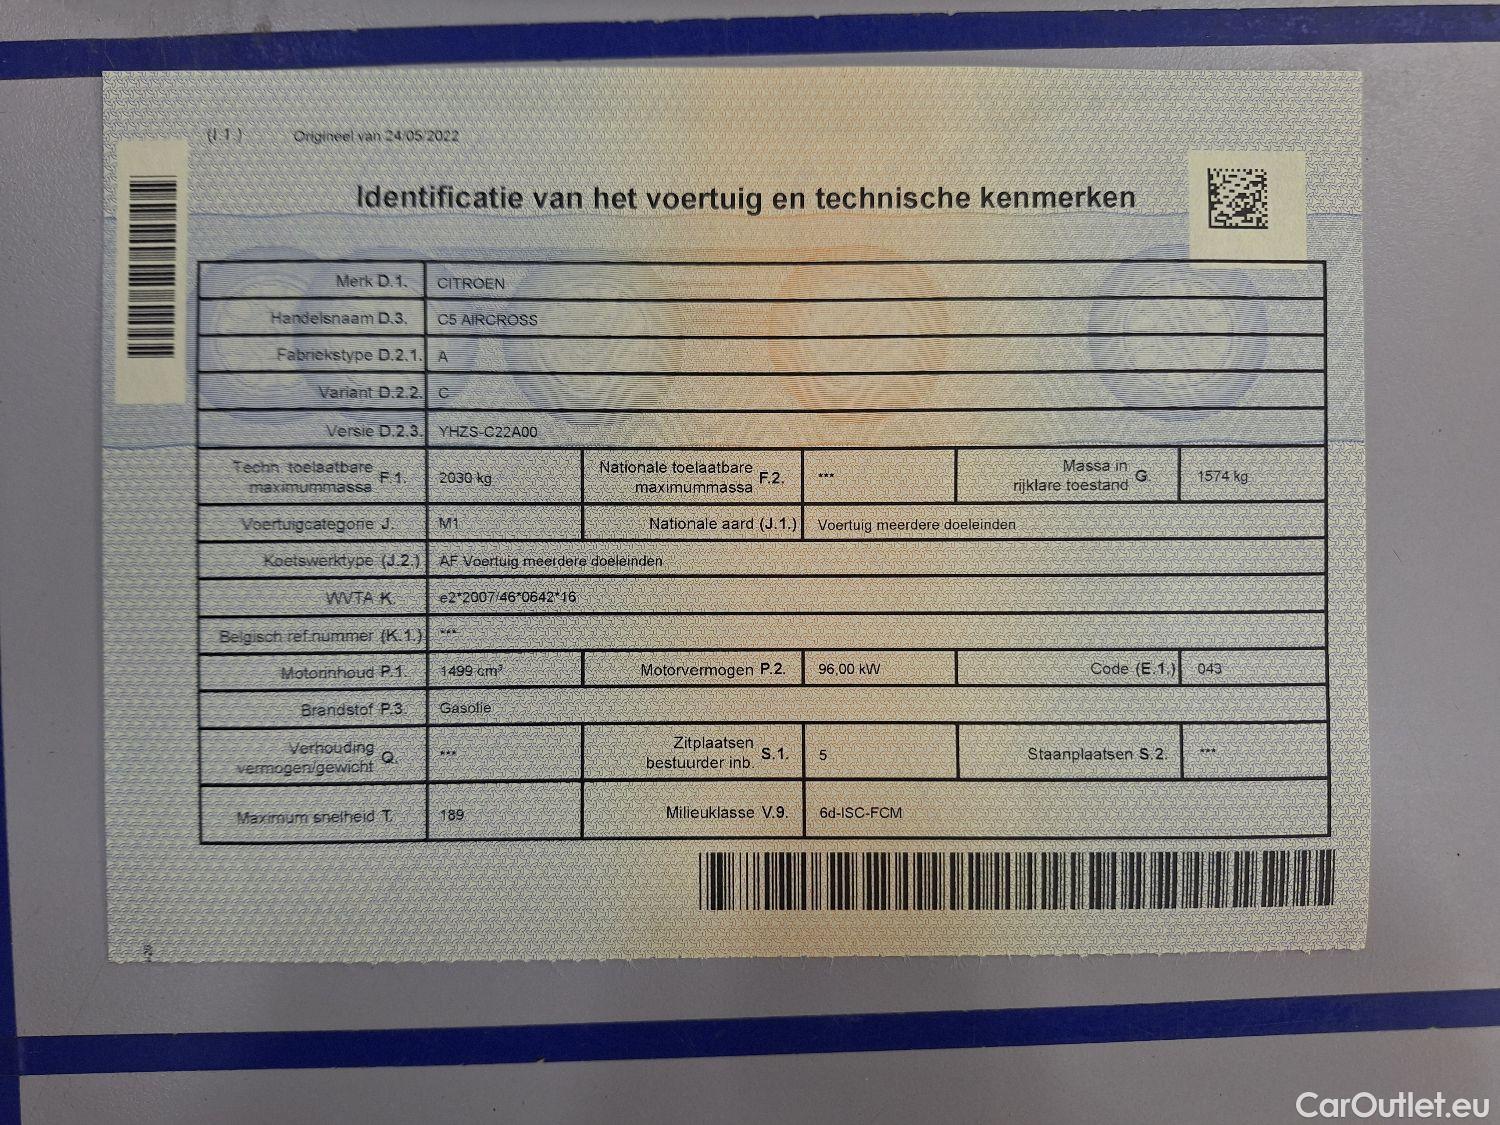 (I.1.) Origineel van 24/05/2022
Identificatie van het voertuig en technische kenmerken
Merk D.1. CITROEN
Handelsnaam D.3. C5 AIRCROSS
Fabriekstype D.2.1. A
Variant D.2.2. C
Versie D.2.3. YHZS-C22A00
Techn. toelaatbare maximummassa F.1. 2030 kg Nationale toelaatbare maximummassa F.2. *** Massa in rijklare toestand G. 1574 kg
Voertuigcategorie J. M1 Nationale aard (J.1.) Voertuig meerdere doeleinden
Koetswerktype (J.2.) AF Voertuig meerdere doeleinden
WVTA K. e2*2007/46*0642*16
Belgisch ref.nummer (K.1.) ***
Motorinhoud P.1. 1499 cm³ Motorvermogen P.2. 96,00 kW Code (E.1.) 043
Brandstof P.3. Gasolie
Verhouding vermogen/gewicht Q. *** Zitplaatsen bestuurder inb. S.1. 5 Staanplaatsen S.2. ***
Maximum snelheid T. 189 Milieuklasse V.9. 6d-ISC-FCM
CarOutlet.eu